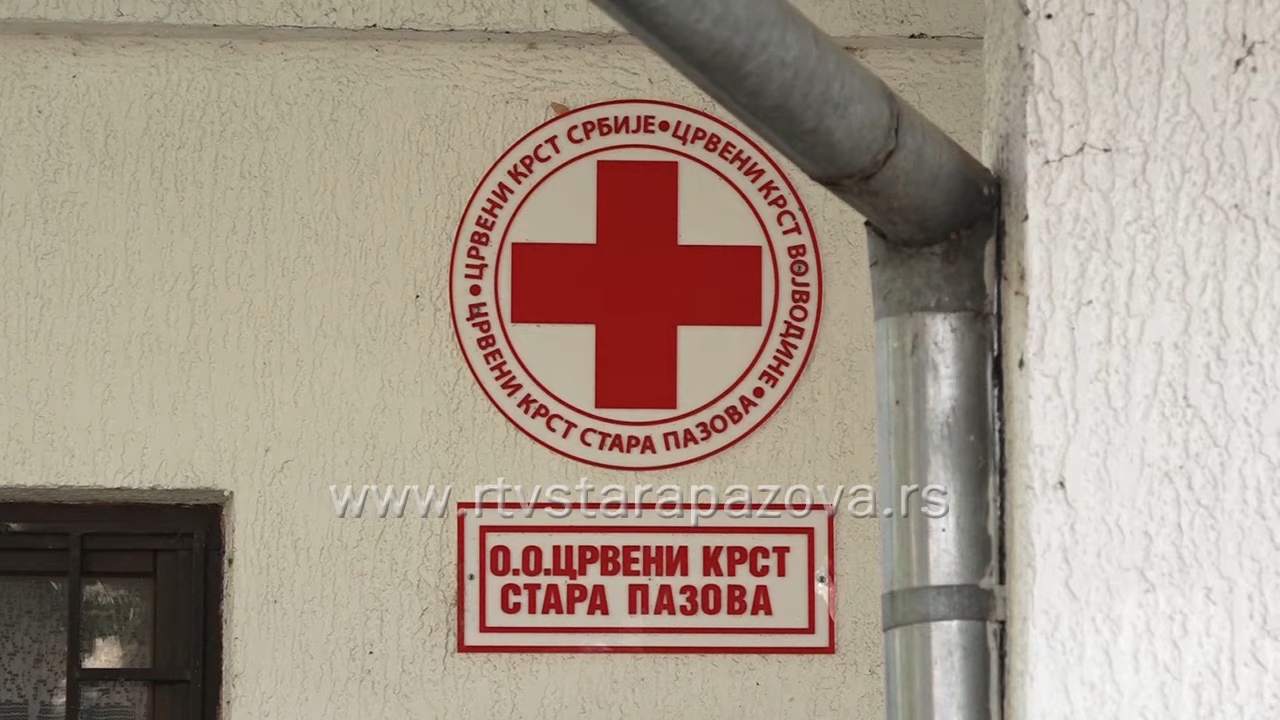 ЦРВЕНИ КРСТ СРБИЈЕ•ЦРВЕНИ КРСТ ВОЈВОДИНЕ•
ЦРВЕНИ КРСТ СТАРА ПАЗОВА•
www.rtvstarapazova.rs
О.О.ЦРВЕНИ КРСТ
СТАРА ПАЗОВА